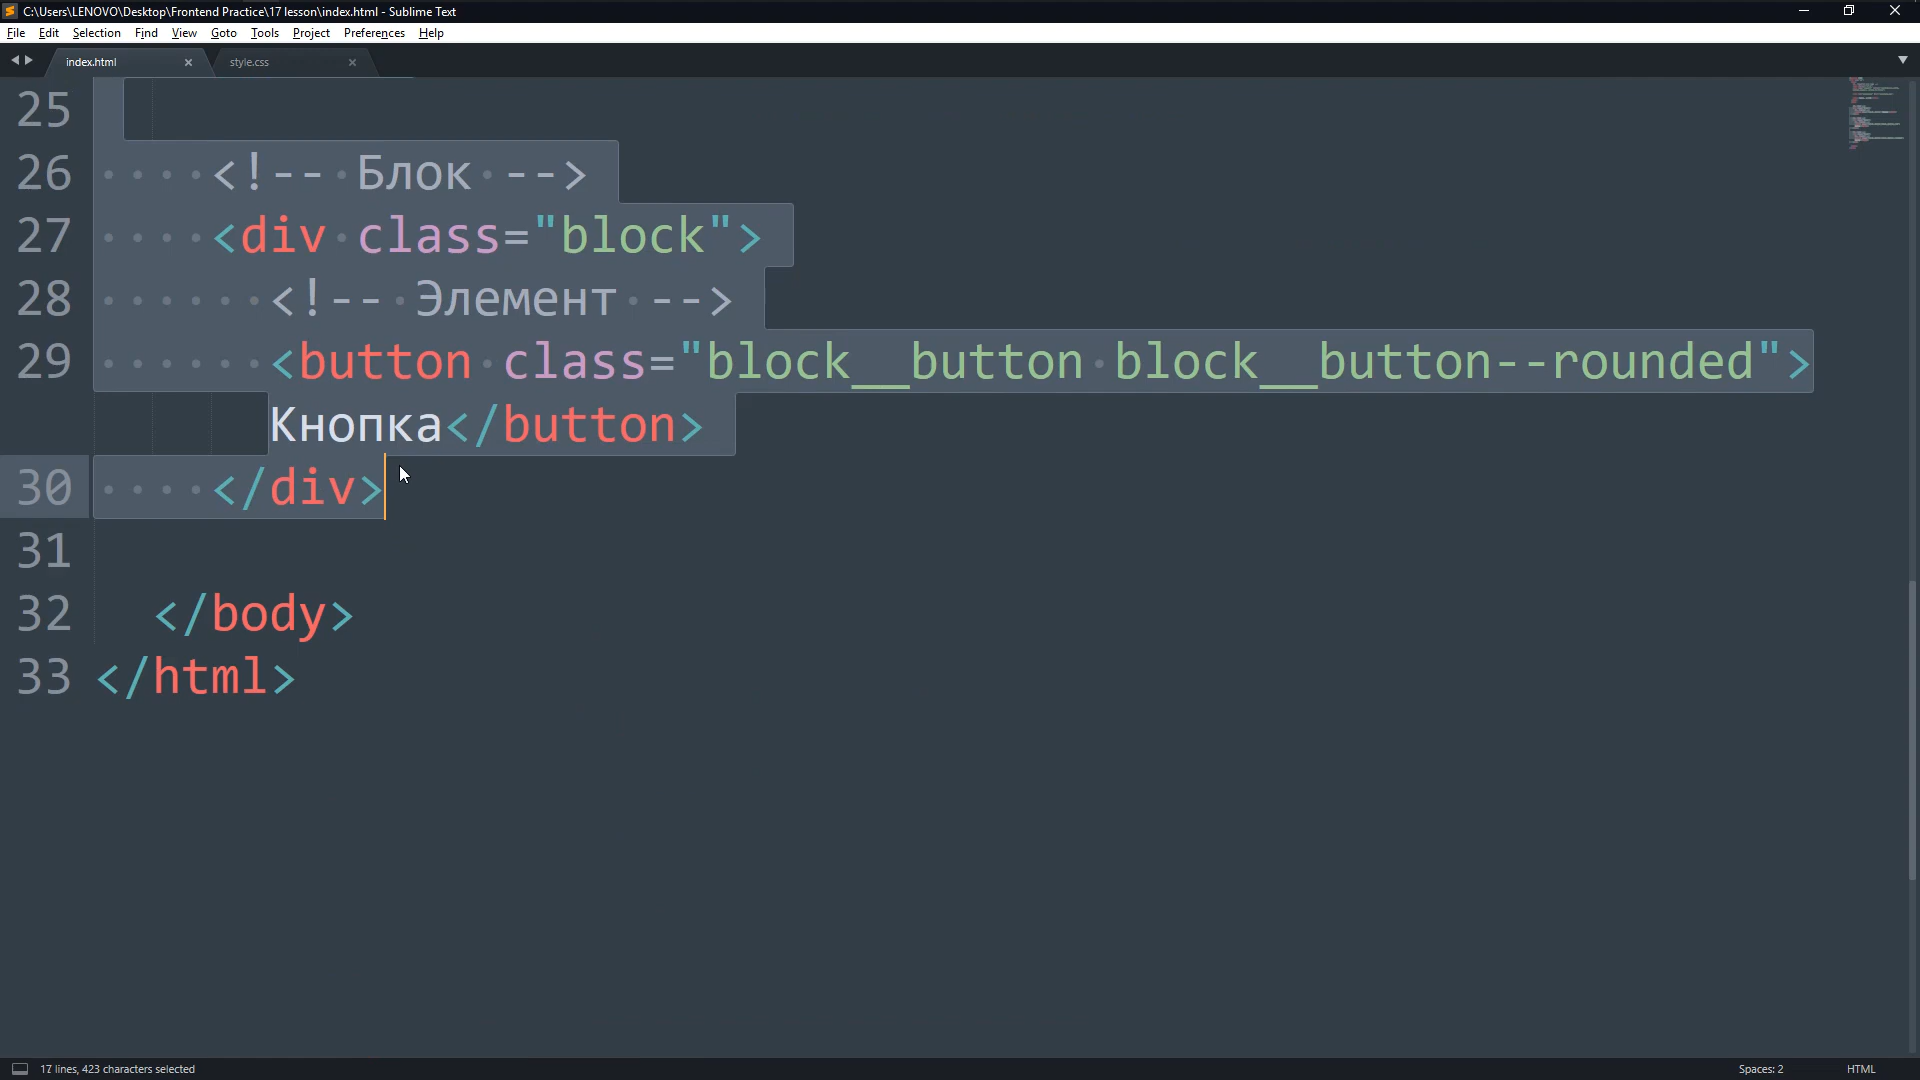 C:\Users\LENOVO\Desktop\Frontend Practice\17 lesson\index.html - Sublime Text
File Edit Selection Find View Goto Tools Project Preferences Help
index.html × style.css ×
25
26 <!-- Блок -->
27 <div class="block">
28 <!-- Элемент -->
29 <button class="block__button block__button--rounded">
Кнопка</button>
30 </div>
31
32 </body>
33 </html>
17 lines, 423 characters selected Spaces: 2 HTML